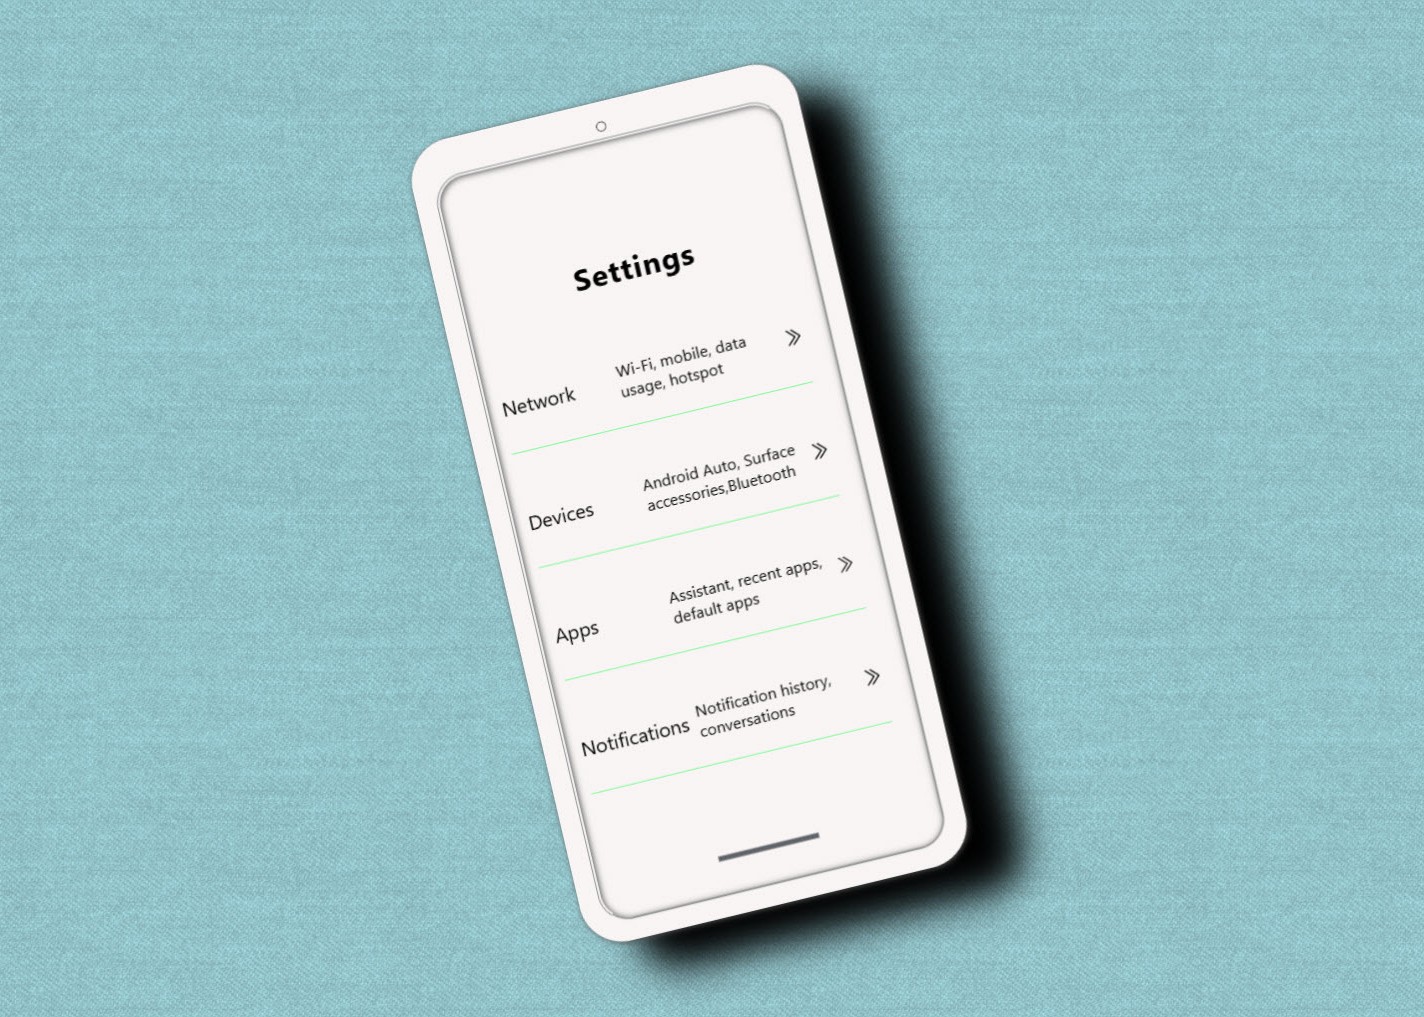 Settings
Network
Wi-Fi, mobile, data
usage, hotspot
Devices
Android Auto, Surface
accessories,Bluetooth
Apps
Assistant, recent apps,
default apps
Notifications
Notification history,
conversations